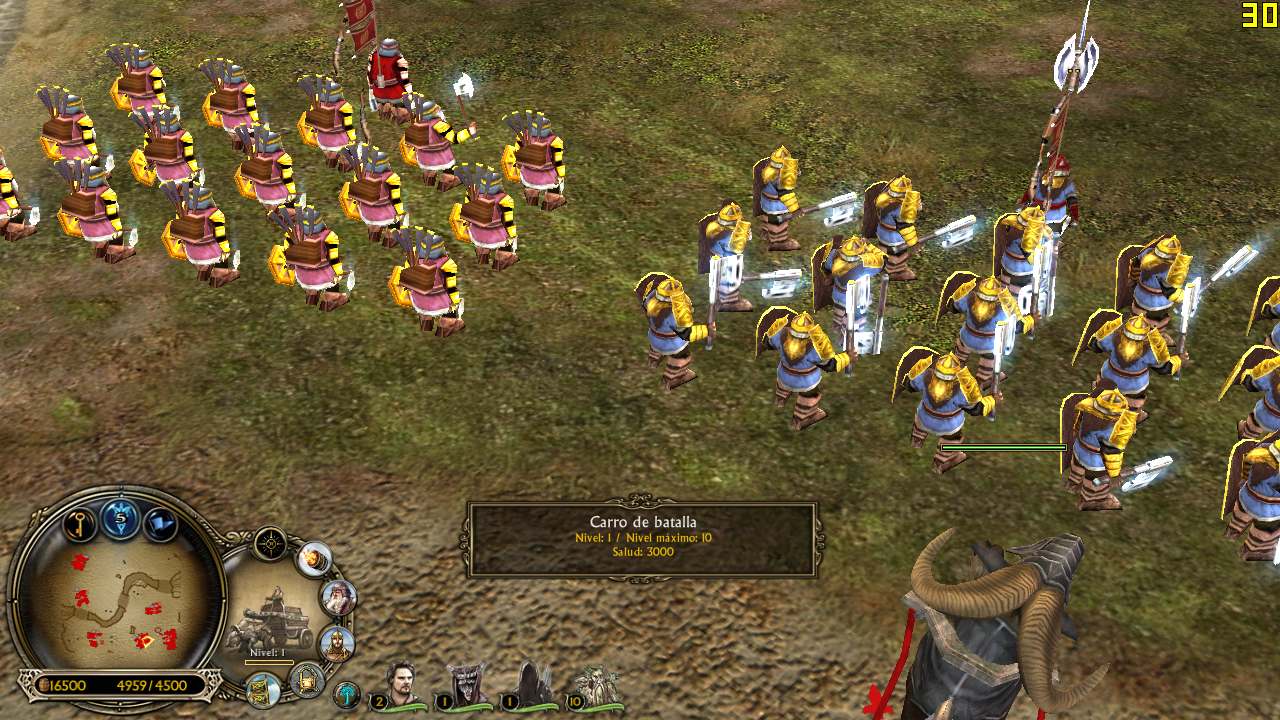 30
Carro de batalla
Nivel: 1 / Nivel máximo: 10
Salud: 3000
5
Nivel: 1
16500 4959/4500
2 1 1 10